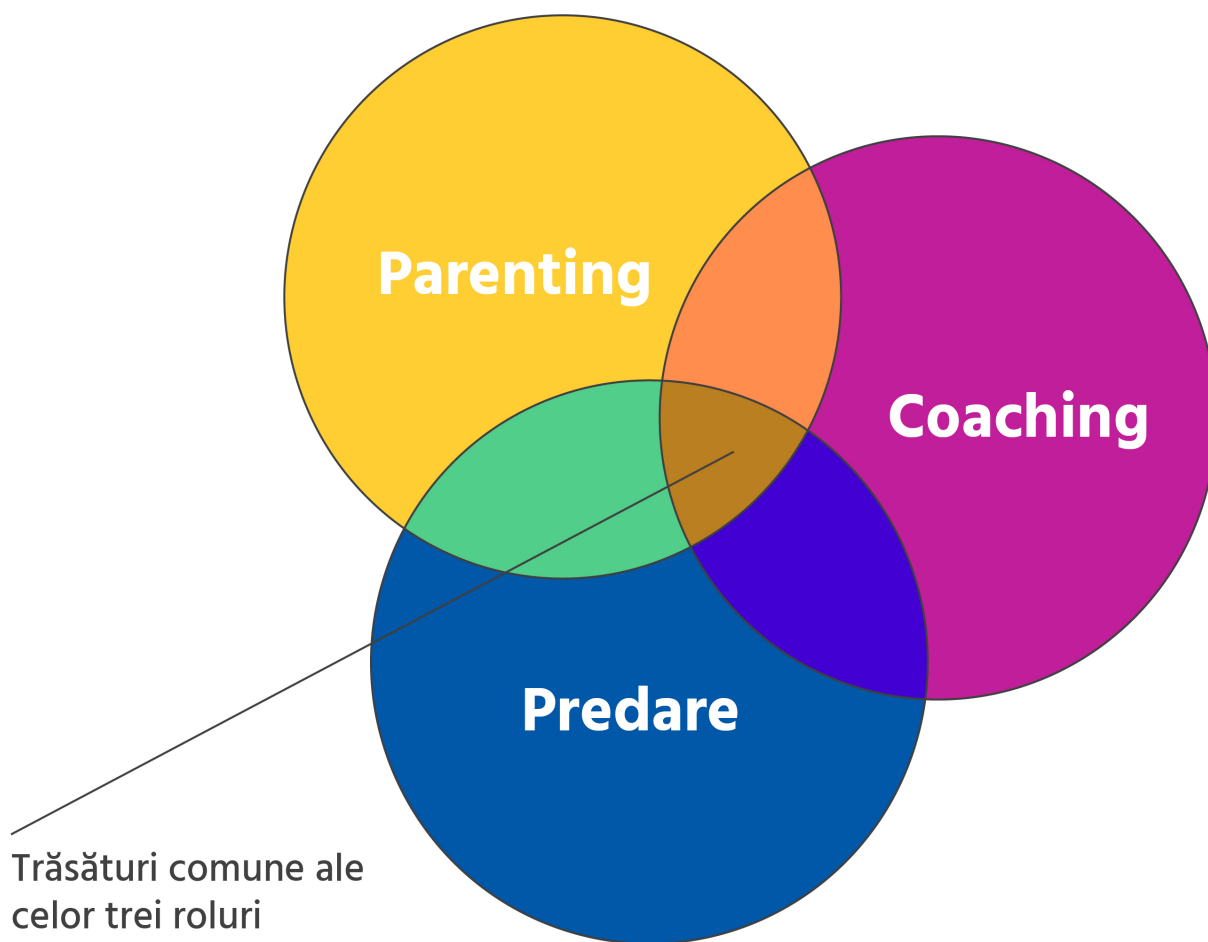 Parenting
Coaching
Predare
Trăsături comune ale
celor trei roluri